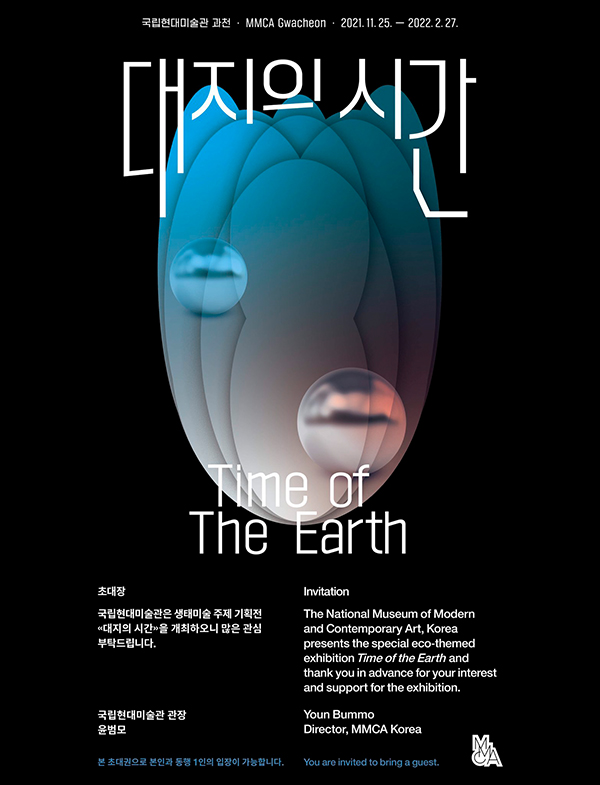 국립현대미술관 과천 · MMCA Gwacheon · 2021. 11. 25. — 2022. 2. 27.
대지의 시간
Time of
The Earth
초대장
국립현대미술관은 생태미술 주제 기획전
«대지의 시간»을 개최하오니 많은 관심
부탁드립니다.
국립현대미술관 관장
윤범모
본 초대권으로 본인과 동행 1인의 입장이 가능합니다.
Invitation
The National Museum of Modern
and Contemporary Art, Korea
presents the special eco-themed
exhibition Time of the Earth and
thank you in advance for your interest
and support for the exhibition.
Youn Bummo
Director, MMCA Korea
You are invited to bring a guest.
MMCA